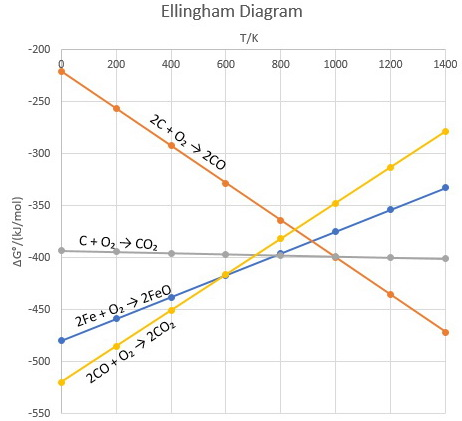 Ellingham Diagram
T/K
-200
0 200 400 600 800 1000 1200 1400
-250
-300
-350
-400
-450
-500
-550
ΔG°/(kJ/mol)
2C + O₂ → 2CO
C + O₂ → CO₂
2Fe + O₂ → 2FeO
2CO + O₂ → 2CO₂